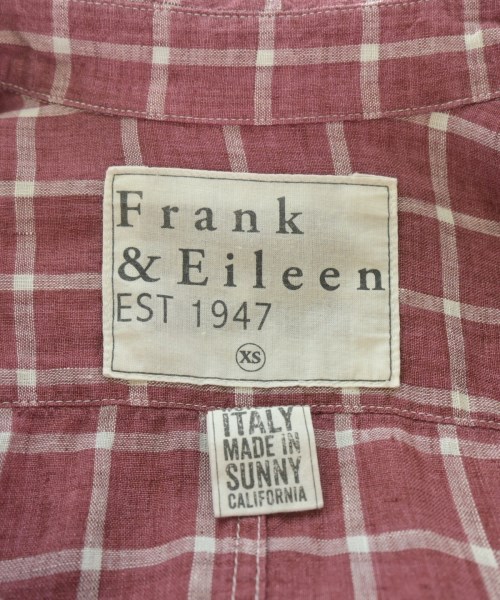 Frank
& Eileen
EST 1947
XS
ITALY
MADE IN
SUNNY
CALIFORNIA